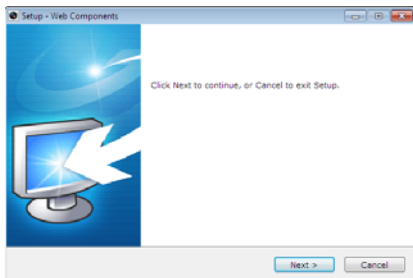 Setup - Web Components
Click Next to continue, or Cancel to exit Setup.
Next >
Cancel